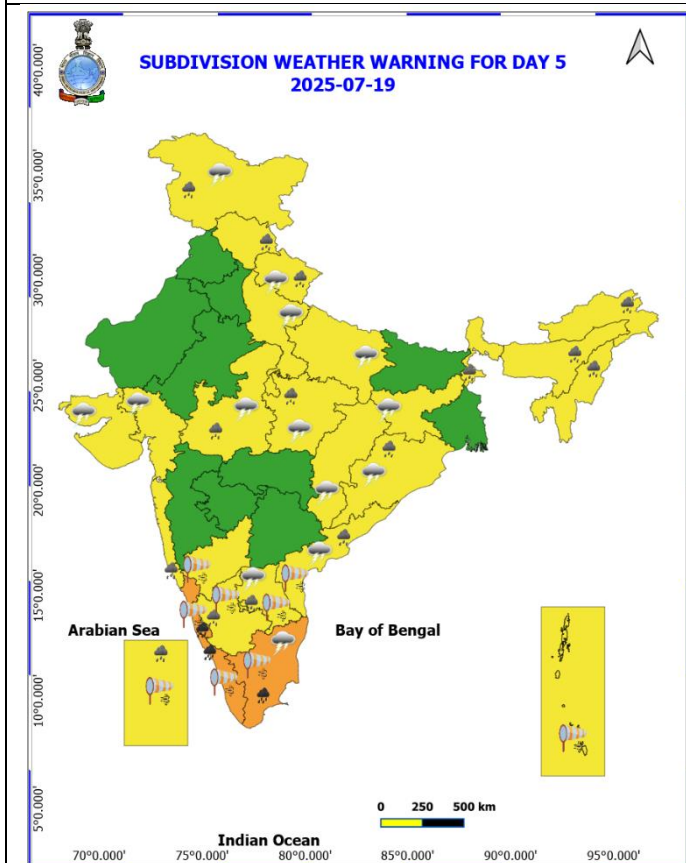 SUBDIVISION WEATHER WARNING FOR DAY 5
2025-07-19
40°0.000'
35°0.000'
30°0.000'
25°0.000'
20°0.000'
15°0.000'
10°0.000'
5°0.000'
Arabian Sea
Bay of Bengal
0 250 500 km
Indian Ocean
70°0.000' 75°0.000' 80°0.000' 85°0.000' 90°0.000' 95°0.000'